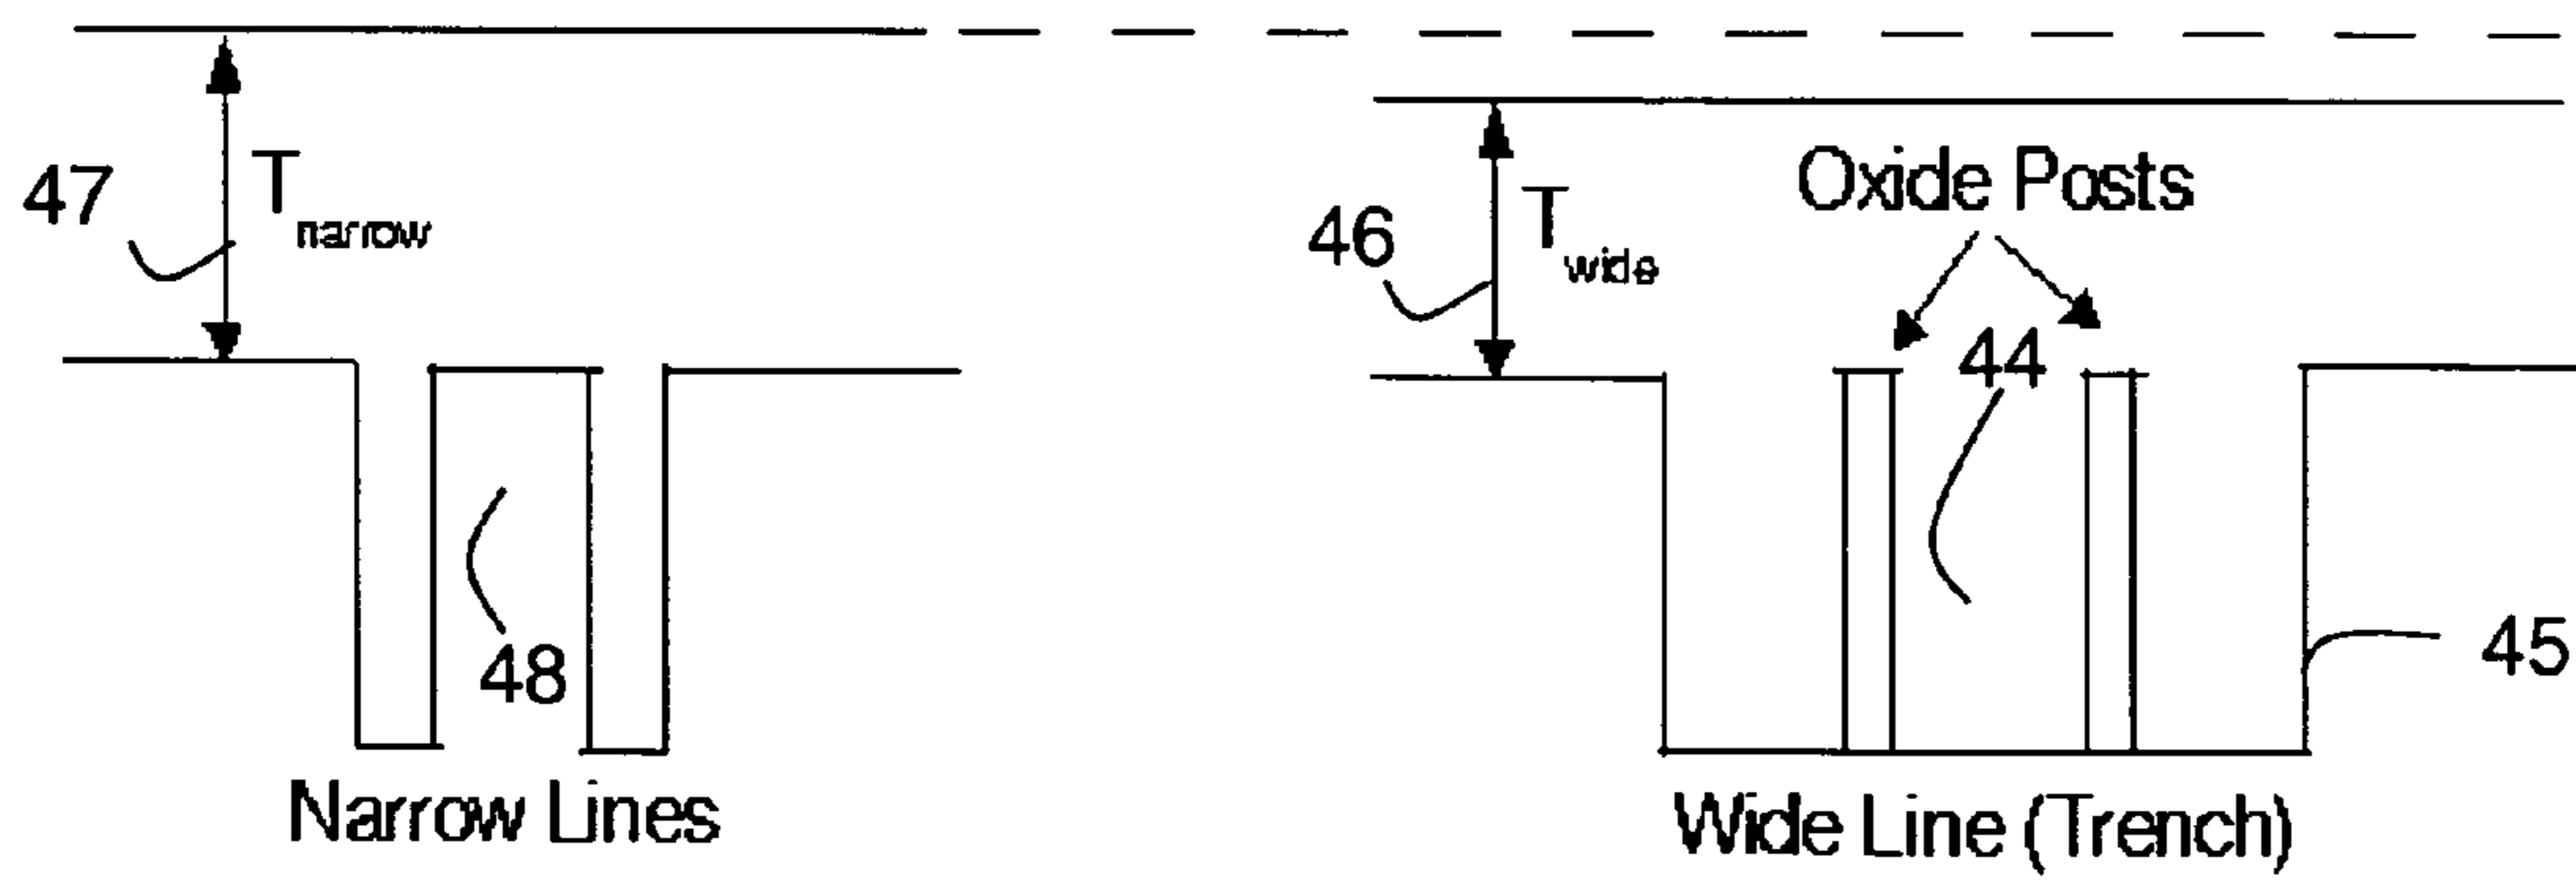 47
T narrow
46
T wide
Oxide Posts
44
48
45
Narrow Lines
Wide Line (Trench)